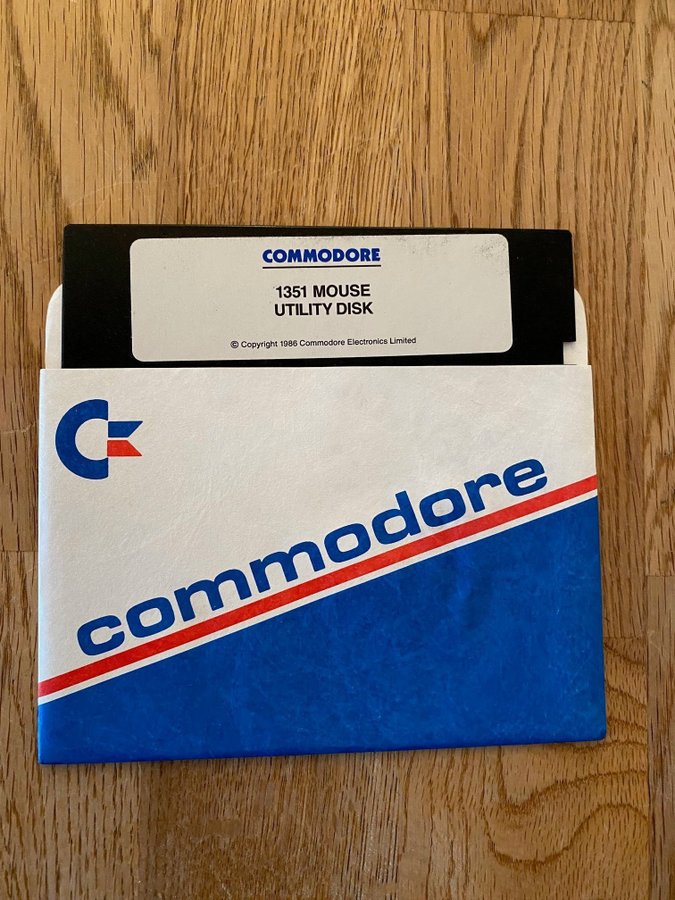 COMMODORE
1351 MOUSE
UTILITY DISK
© Copyright 1986 Commodore Electronics Limited
commodore